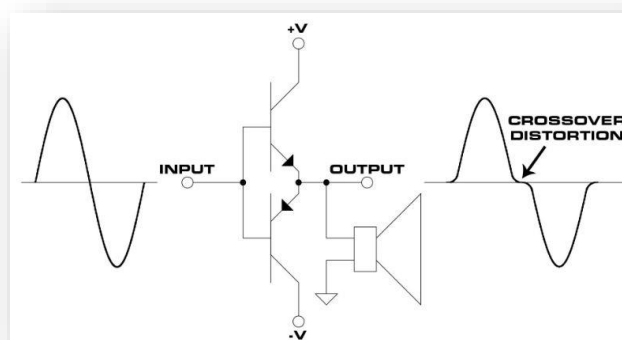 +V
INPUT
OUTPUT
CROSSOVER
DISTORTION
-V